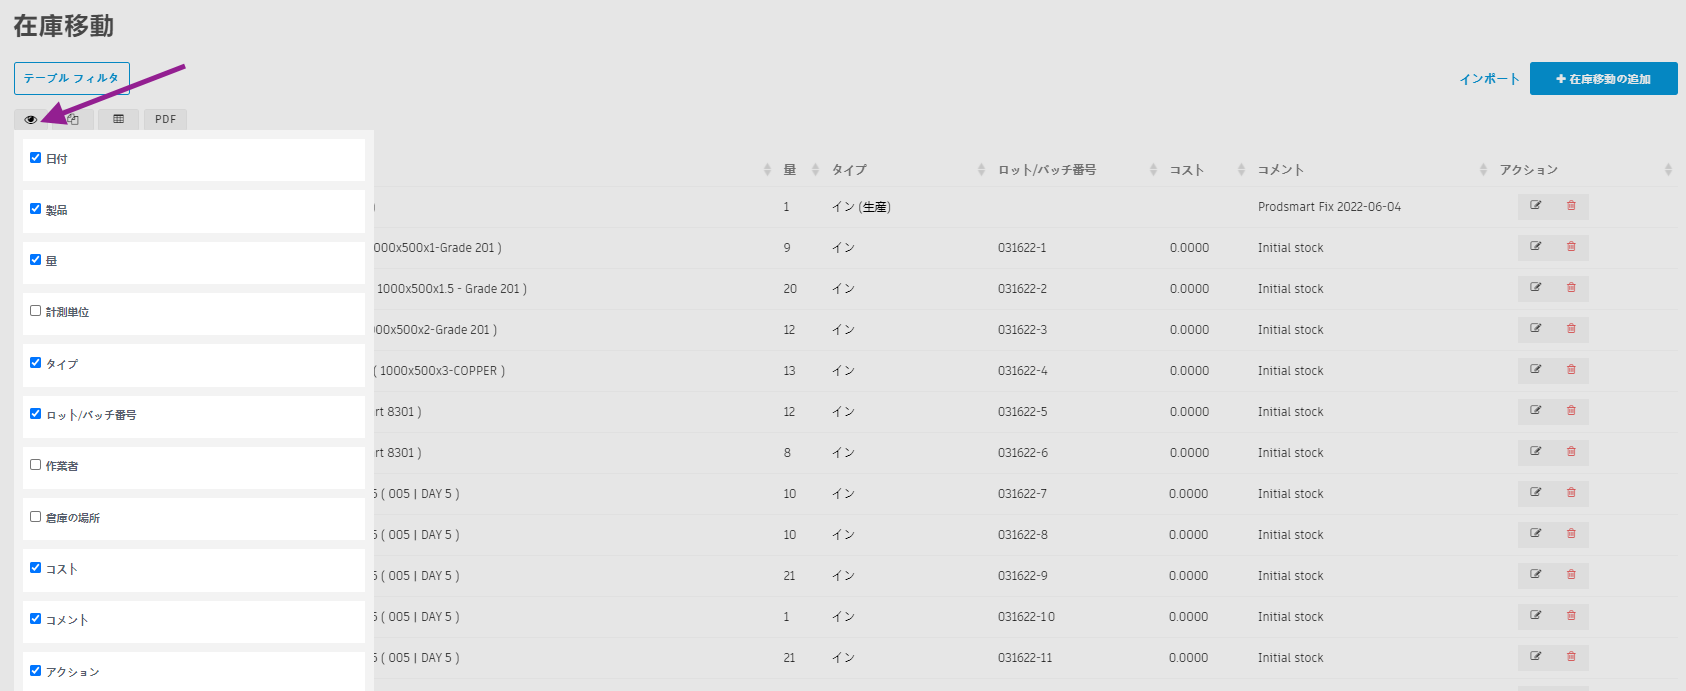 在庫移動
テーブル フィルタ
インポート
在庫移動の追加
PDF
日付
製品
量
計測単位
タイプ
ロット/バッチ番号
作業者
倉庫の場所
コスト
コメント
アクション
量 タイプ ロット/バッチ番号 コスト コメント アクション
) 1 イン (生産) Prodsmart Fix 2022-06-04
000x500x1-Grade 201 ) 9 イン 031622-1 0.0000 Initial stock
1000x500x1.5 - Grade 201 ) 20 イン 031622-2 0.0000 Initial stock
00x500x2-Grade 201 ) 12 イン 031622-3 0.0000 Initial stock
( 1000x500x3-COPPER ) 13 イン 031622-4 0.0000 Initial stock
rt 8301 ) 12 イン 031622-5 0.0000 Initial stock
rt 8301 ) 8 イン 031622-6 0.0000 Initial stock
5 ( 005 | DAY 5 ) 10 イン 031622-7 0.0000 Initial stock
5 ( 005 | DAY 5 ) 10 イン 031622-8 0.0000 Initial stock
5 ( 005 | DAY 5 ) 21 イン 031622-9 0.0000 Initial stock
5 ( 005 | DAY 5 ) 1 イン 031622-10 0.0000 Initial stock
5 ( 005 | DAY 5 ) 21 イン 031622-11 0.0000 Initial stock